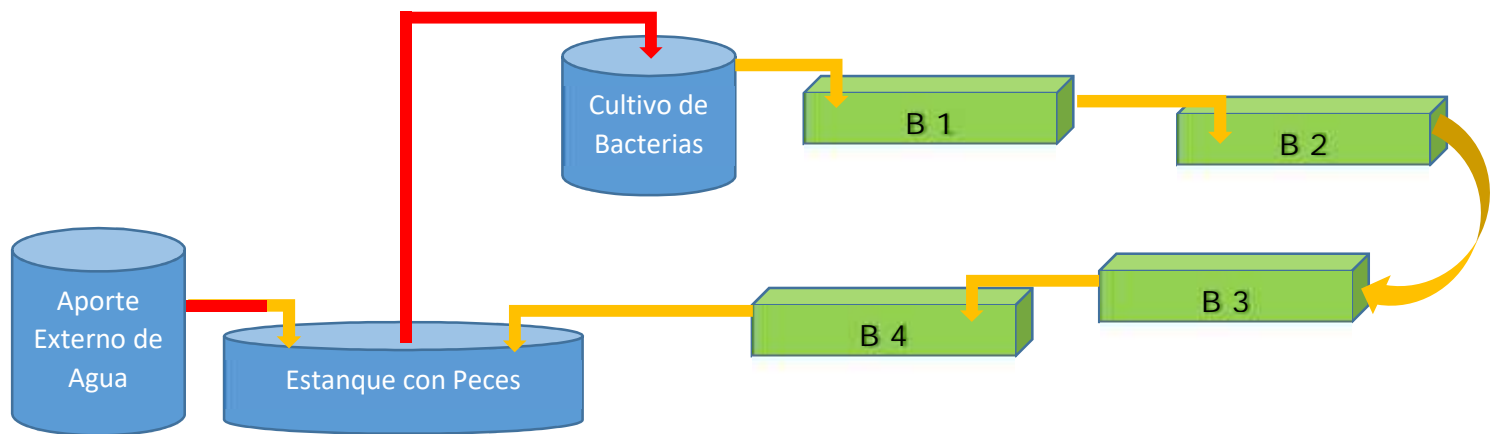 Cultivo de
Bacterias
B 1
B 2
Aporte
Externo de
Agua
Estanque con Peces
B 4
B 3